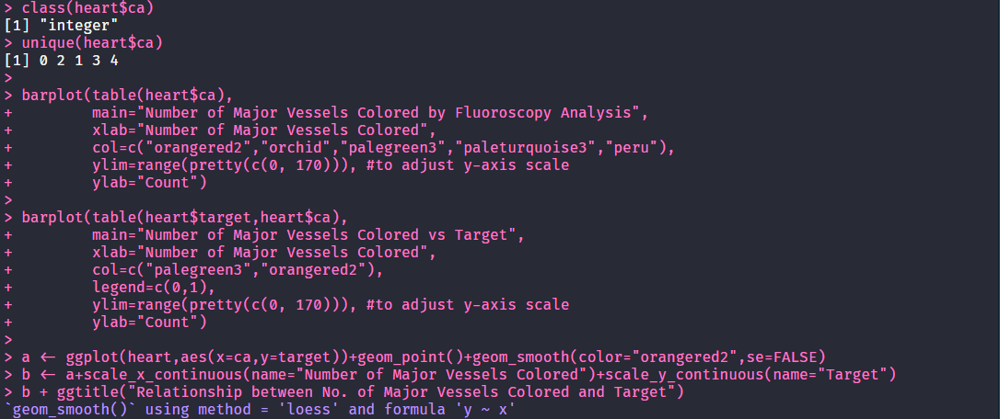 > class(heart$ca)
[1] "integer"
> unique(heart$ca)
[1] 0 2 1 3 4
>
> barplot(table(heart$ca),
+         main="Number of Major Vessels Colored by Fluoroscopy Analysis",
+         xlab="Number of Major Vessels Colored",
+         col=c("orangered2","orchid","palegreen3","paleturquoise3","peru"),
+         ylim=range(pretty(c(0, 170))), #to adjust y-axis scale
+         ylab="Count")
>
> barplot(table(heart$target,heart$ca),
+         main="Number of Major Vessels Colored vs Target",
+         xlab="Number of Major Vessels Colored",
+         col=c("palegreen3","orangered2"),
+         legend=c(0,1),
+         ylim=range(pretty(c(0, 170))), #to adjust y-axis scale
+         ylab="Count")
>
> a <- ggplot(heart,aes(x=ca,y=target))+geom_point()+geom_smooth(color="orangered2",se=FALSE)
> b <- a+scale_x_continuous(name="Number of Major Vessels Colored")+scale_y_continuous(name="Target")
> b + ggtitle("Relationship between No. of Major Vessels Colored and Target")
`geom_smooth()` using method = 'loess' and formula 'y ~ x'